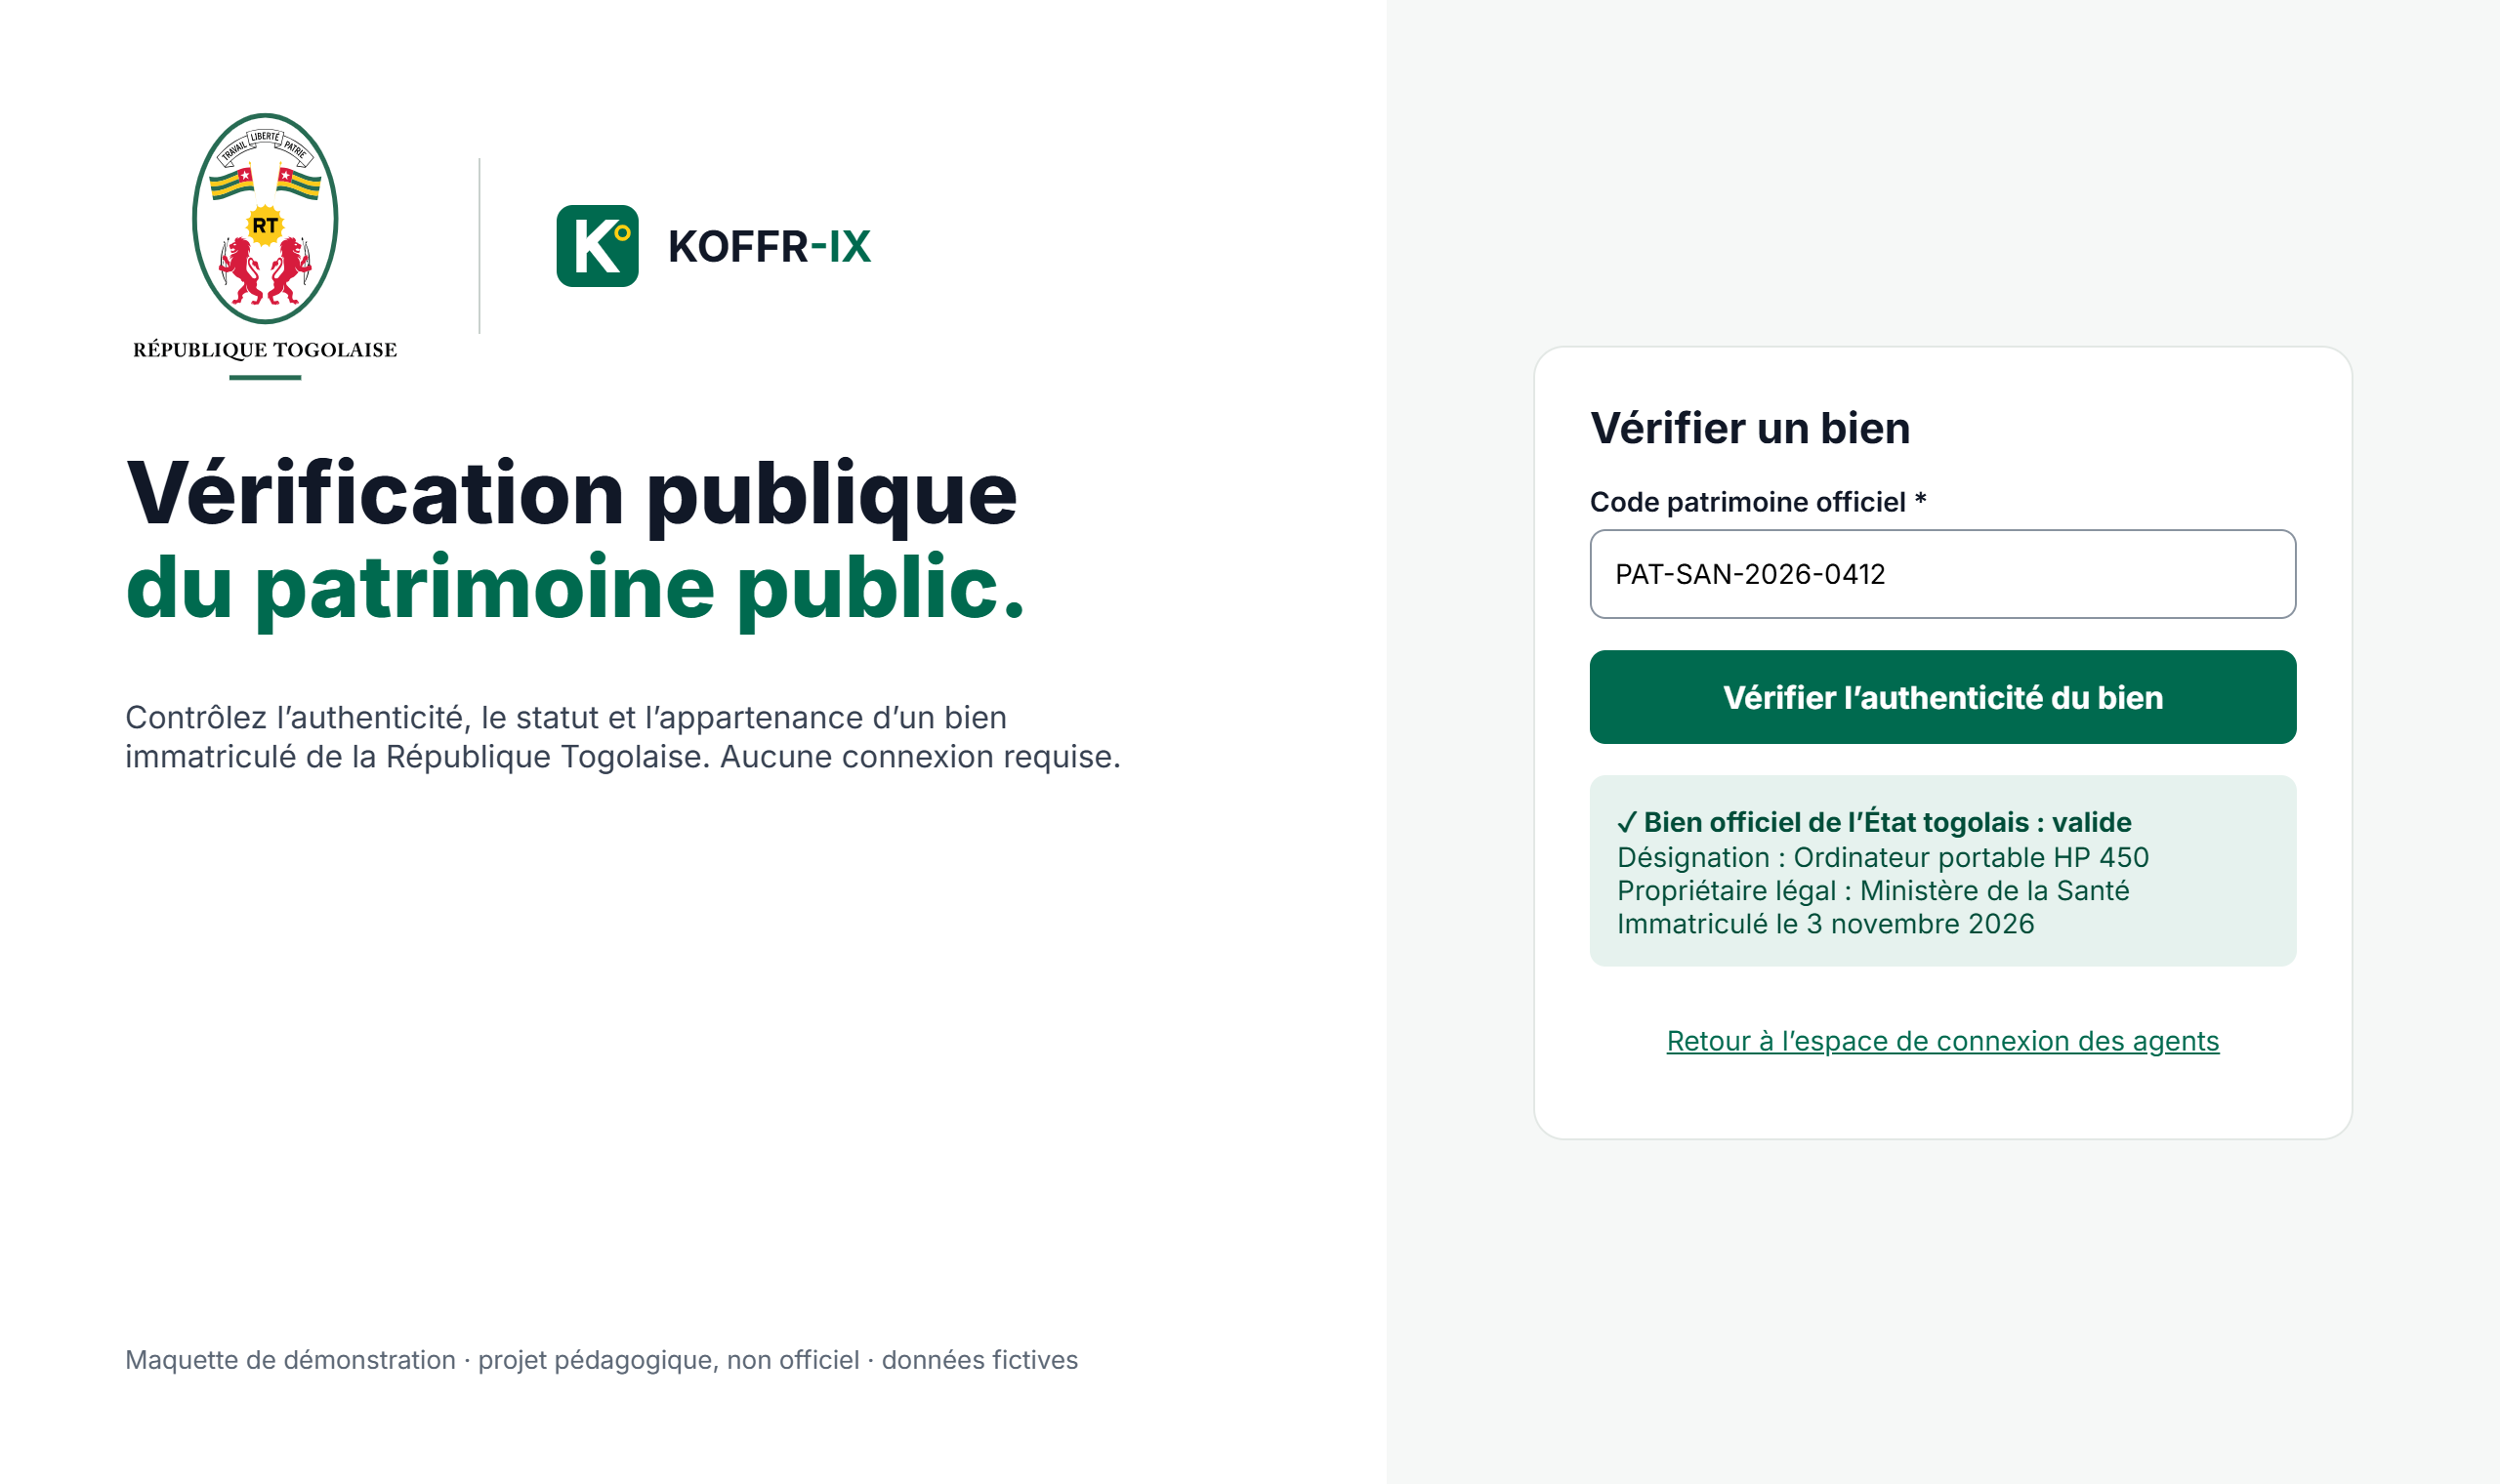 TRAVAIL LIBERTÉ PATRIE
RT
RÉPUBLIQUE TOGOLAISE
K
KOFFR-IX
Vérification publique
du patrimoine public.
Contrôlez l’authenticité, le statut et l’appartenance d’un bien
immatriculé de la République Togolaise. Aucune connexion requise.
Maquette de démonstration · projet pédagogique, non officiel · données fictives
Vérifier un bien
Code patrimoine officiel *
PAT-SAN-2026-0412
Vérifier l’authenticité du bien
✓ Bien officiel de l’État togolais : valide
Désignation : Ordinateur portable HP 450
Propriétaire légal : Ministère de la Santé
Immatriculé le 3 novembre 2026
Retour à l’espace de connexion des agents